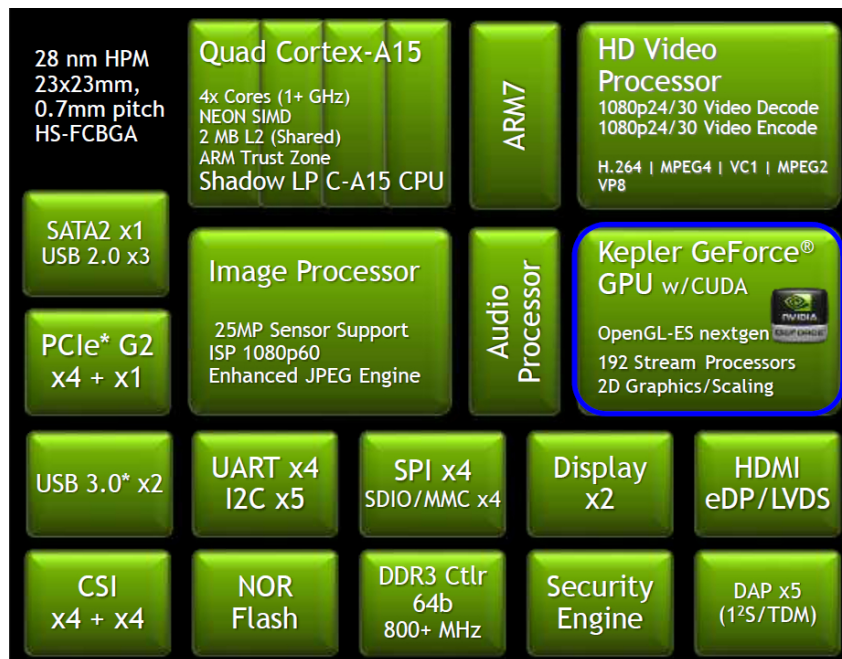 28 nm HPM
23x23mm,
0.7mm pitch
HS-FCBGA
Quad Cortex-A15
4x Cores (1+ GHz)
NEON SIMD
2 MB L2 (Shared)
ARM Trust Zone
Shadow LP C-A15 CPU
ARM7
HD Video
Processor
1080p24/30 Video Decode
1080p24/30 Video Encode
H.264 | MPEG4 | VC1 | MPEG2
VP8
SATA2 x1
USB 2.0 x3
PCIe* G2
x4 + x1
Image Processor
25MP Sensor Support
ISP 1080p60
Enhanced JPEG Engine
Audio
Processor
Kepler GeForce®
GPU w/CUDA
OpenGL-ES nextgen
192 Stream Processors
2D Graphics/Scaling
NVIDIA
GEFORCE
USB 3.0* x2
UART x4
I2C x5
SPI x4
SDIO/MMC x4
Display
x2
HDMI
eDP/LVDS
CSI
x4 + x4
NOR
Flash
DDR3 Ctlr
64b
800+ MHz
Security
Engine
DAP x5
(1²S/TDM)